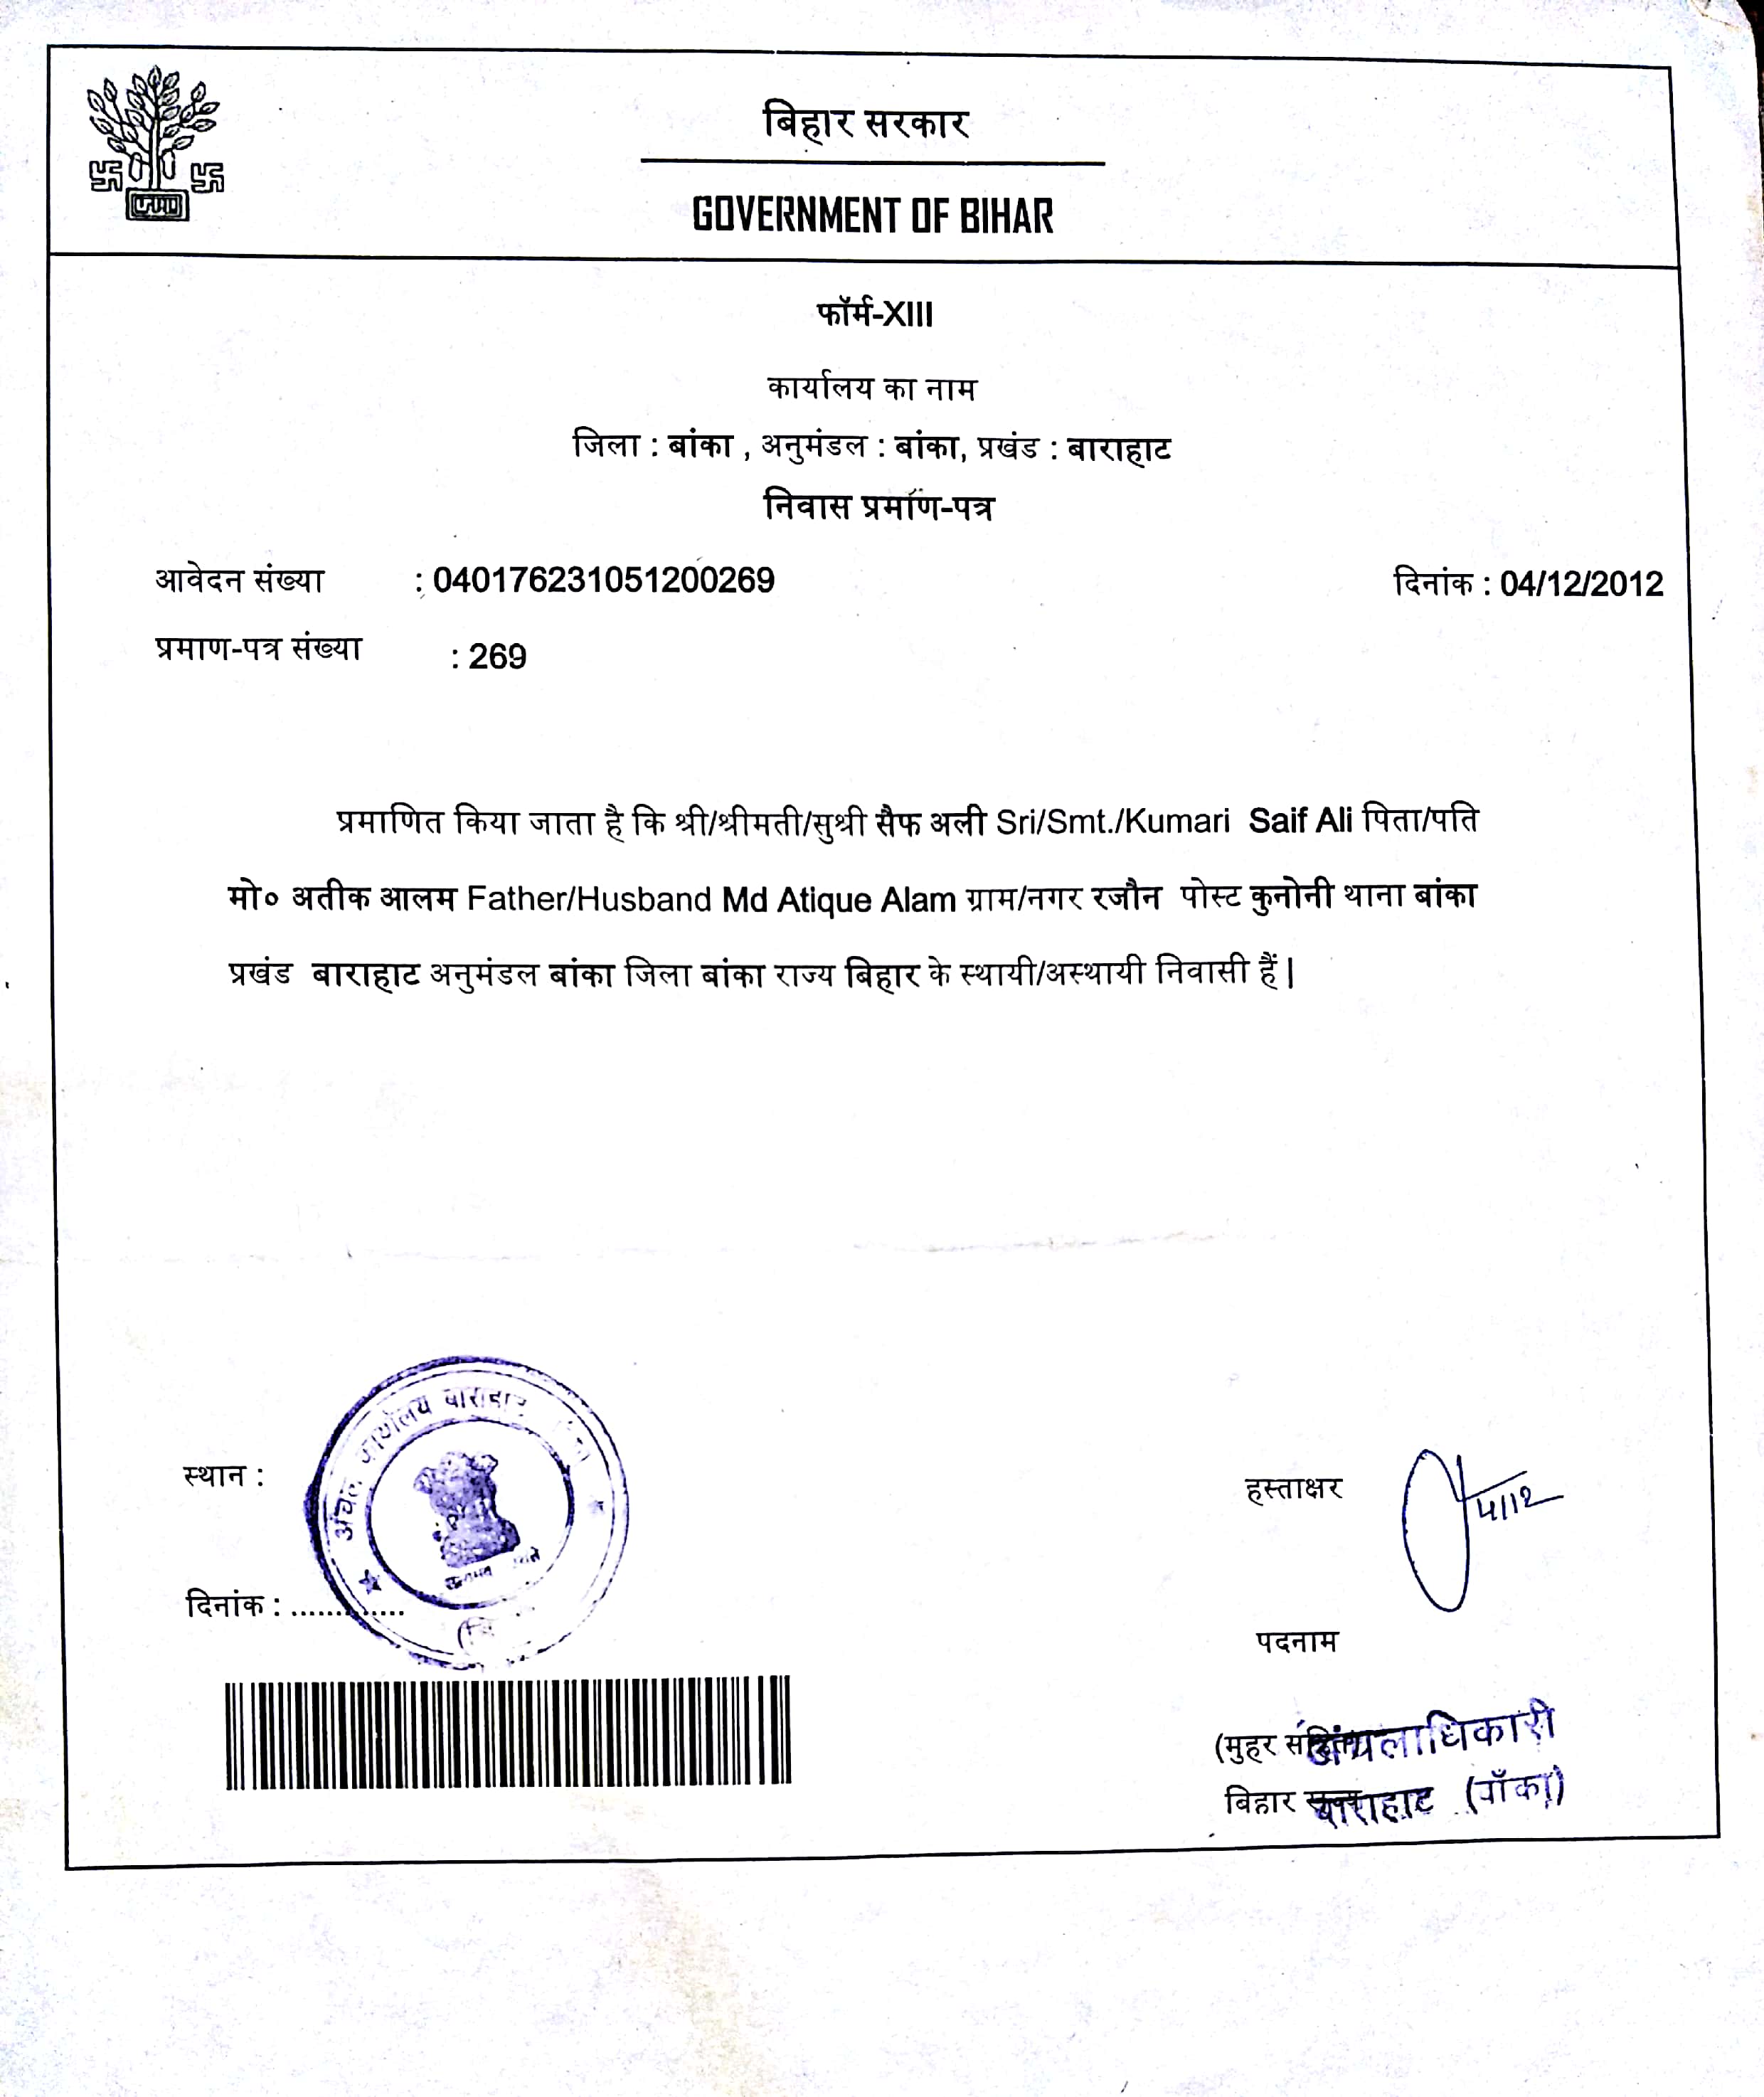 बिहार सरकार
GOVERNMENT OF BIHAR
फॉर्म-XIII
कार्यालय का नाम
जिला : बांका , अनुमंडल : बांका, प्रखंड : बाराहाट
निवास प्रमाण-पत्र
आवेदन संख्या : 040176231051200269 दिनांक : 04/12/2012
प्रमाण-पत्र संख्या : 269
प्रमाणित किया जाता है कि श्री/श्रीमती/सुश्री सैफ अली Sri/Smt./Kumari Saif Ali पिता/पति
मो० अतीक आलम Father/Husband Md Atique Alam ग्राम/नगर रजौन पोस्ट कुनोनी थाना बांका
प्रखंड बाराहाट अनुमंडल बांका जिला बांका राज्य बिहार के स्थायी/अस्थायी निवासी हैं |
अंचल कार्यालय बाराहाट
स्थान :
हस्ताक्षर
4/12
दिनांक : .............
पदनाम
(मुहर सहित) अंचलाधिकारी
बिहार बाराहाट (बाँका)